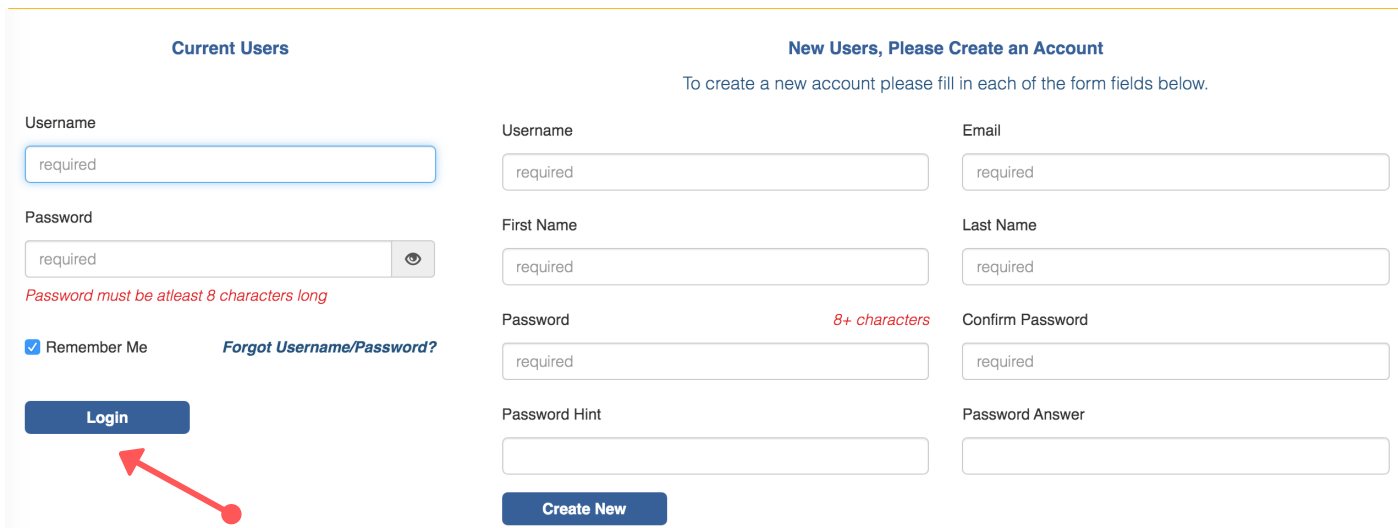 Current Users
Username
required
Password
required
Password must be atleast 8 characters long
Remember Me Forgot Username/Password?
Login
New Users, Please Create an Account
To create a new account please fill in each of the form fields below.
Username Email
required required
First Name Last Name
required required
Password 8+ characters Confirm Password
required required
Password Hint Password Answer
Create New